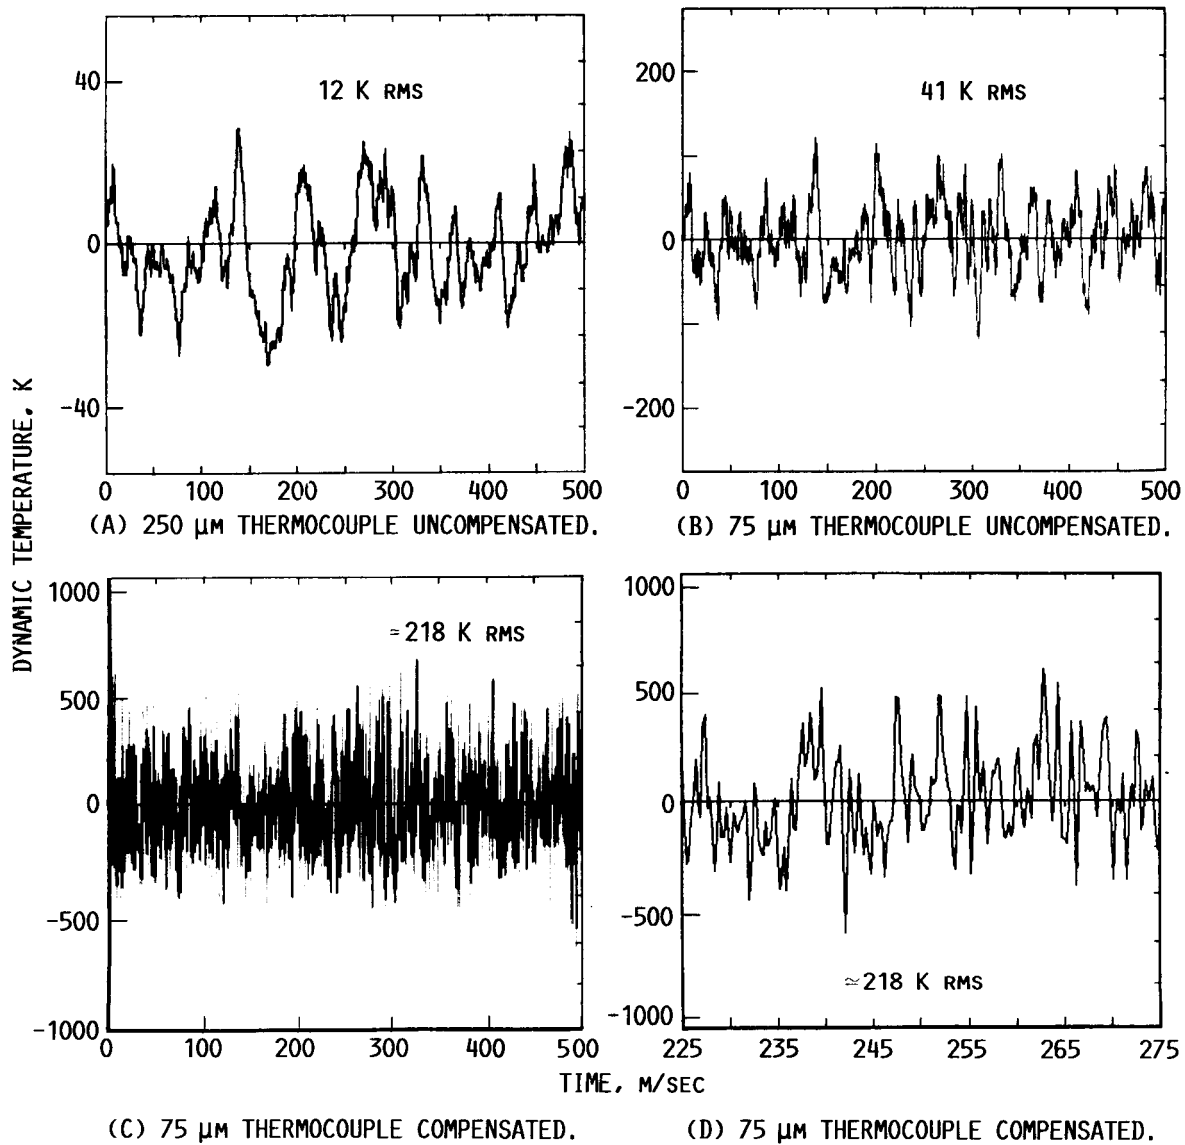 DYNAMIC TEMPERATURE, K
12 K RMS
40
0
-40
0 100 200 300 400 500
(A) 250 μM THERMOCOUPLE UNCOMPENSATED.
41 K RMS
200
0
-200
0 100 200 300 400 500
(B) 75 μM THERMOCOUPLE UNCOMPENSATED.
≃218 K RMS
1000
500
0
-500
-1000
0 100 200 300 400 500
1000
500
0
-500
-1000
≃218 K RMS
225 235 245 255 265 275
TIME, M/SEC
(C) 75 μM THERMOCOUPLE COMPENSATED.
(D) 75 μM THERMOCOUPLE COMPENSATED.